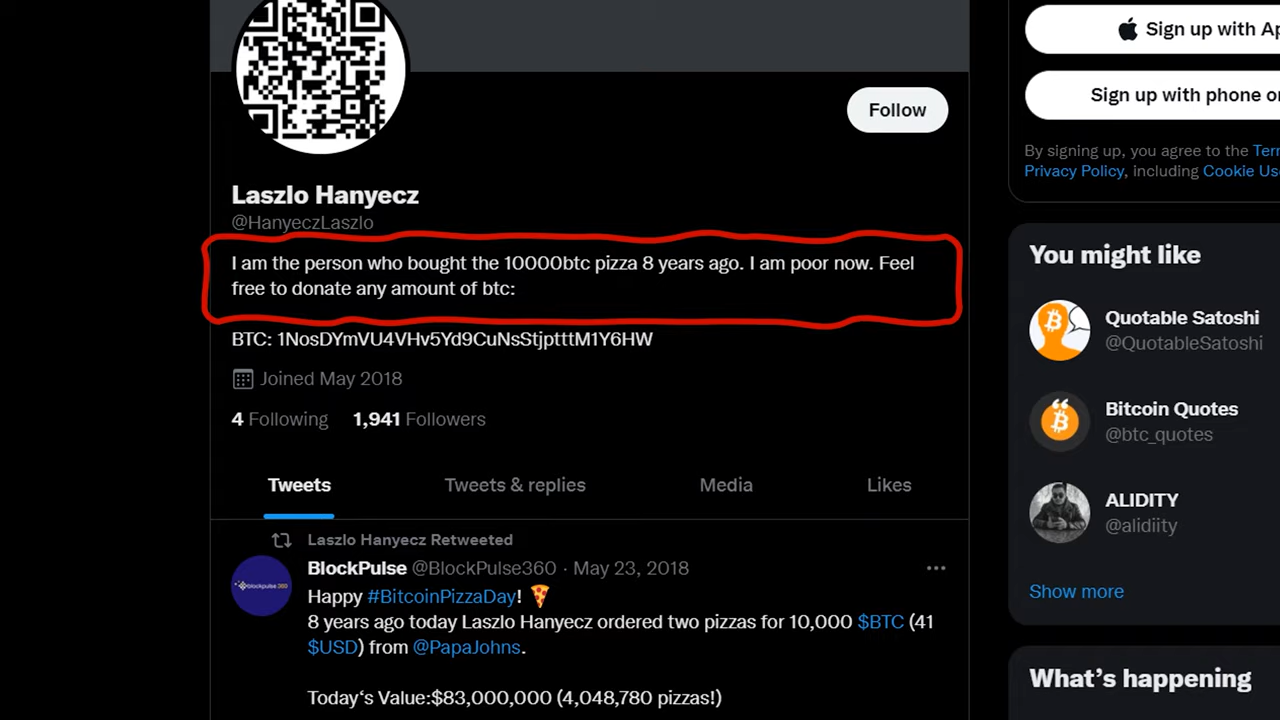 Follow
Laszlo Hanyecz
@HanyeczLaszlo
I am the person who bought the 10000btc pizza 8 years ago. I am poor now. Feel
free to donate any amount of btc:
BTC: 1NosDYmVU4VHv5Yd9CuNsStjptttM1Y6HW
Joined May 2018
4 Following 1,941 Followers
Tweets Tweets & replies Media Likes
Laszlo Hanyecz Retweeted
BlockPulse @BlockPulse360 · May 23, 2018
Happy #BitcoinPizzaDay! 🍕
8 years ago today Laszlo Hanyecz ordered two pizzas for 10,000 $BTC (41
$USD) from @PapaJohns.
Today‘s Value:$83,000,000 (4,048,780 pizzas!)
Sign up with Ap
Sign up with phone or
By signing up, you agree to the Terr
Privacy Policy, including Cookie Us
You might like
Quotable Satoshi
@QuotableSatoshi
Bitcoin Quotes
@btc_quotes
ALIDITY
@alidiity
Show more
What’s happening